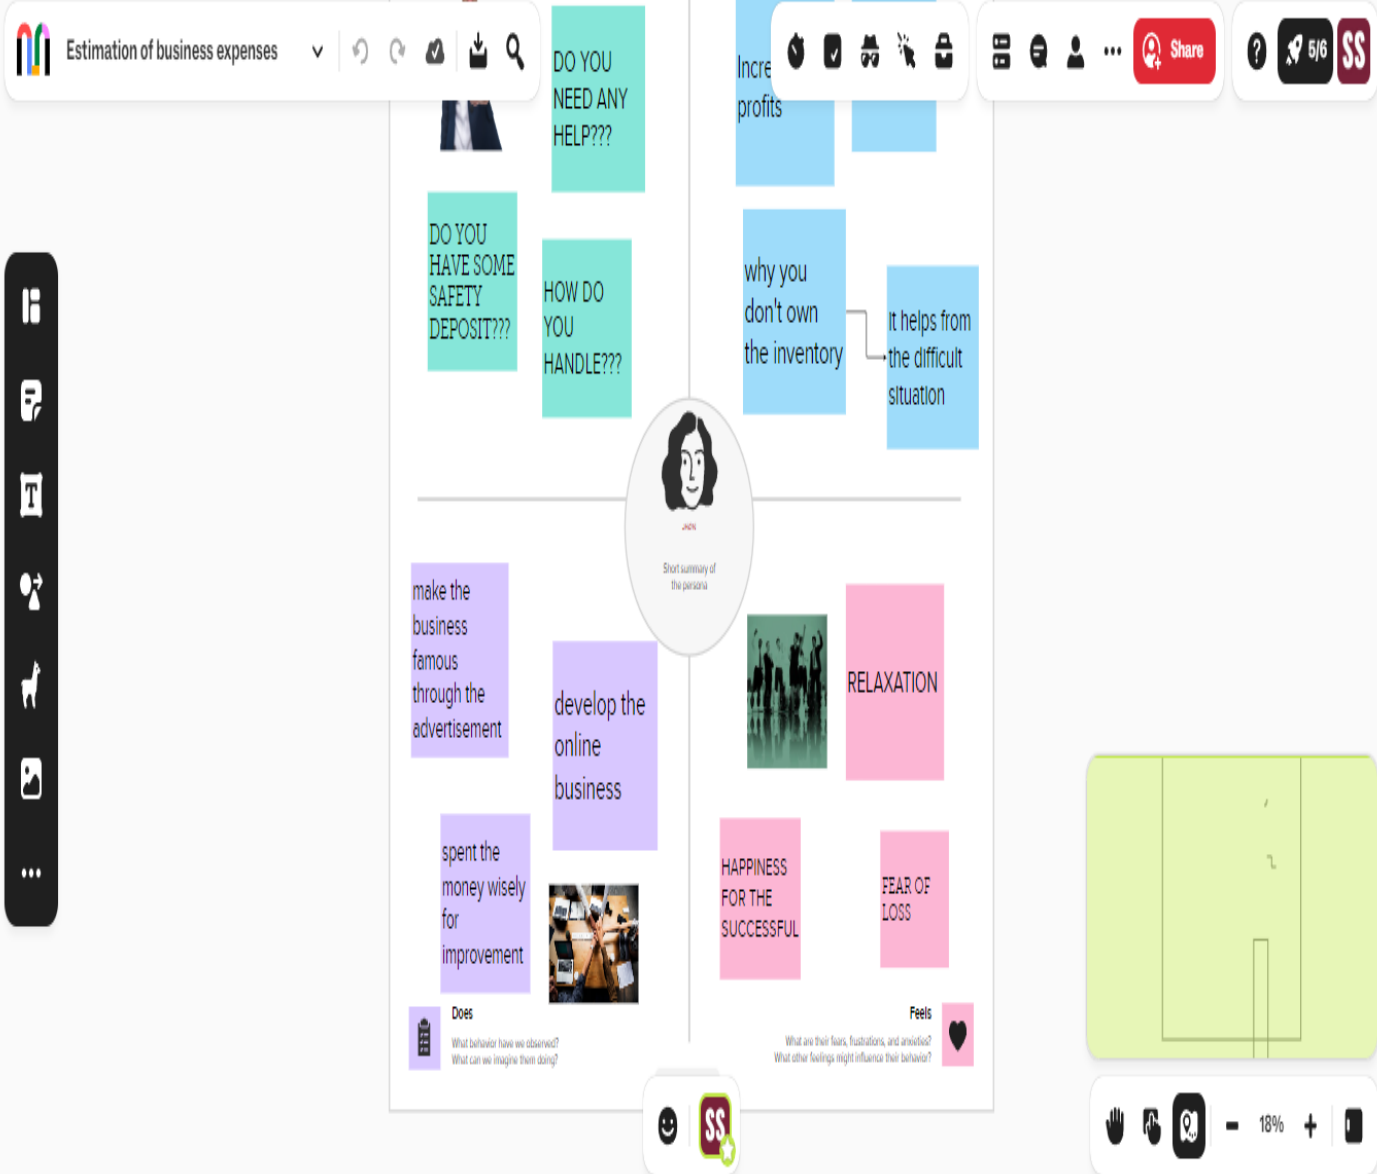 Estimation of business expenses
Share
5/6
SS
DO YOU
NEED ANY
HELP???
Incre
profits
DO YOU
HAVE SOME
SAFETY
DEPOSIT???
HOW DO
YOU
HANDLE???
why you
don't own
the inventory
It helps from
the difficult
situation
Short summary of
the persona
make the
business
famous
through the
advertisement
develop the
online
business
spent the
money wisely
for
improvement
RELAXATION
HAPPINESS
FOR THE
SUCCESSFUL
FEAR OF
LOSS
Does
What behavior have we observed?
What can we imagine them doing?
Feels
What are their fears, frustrations, and anxieties?
What other feelings might influence their behavior?
SS
18%